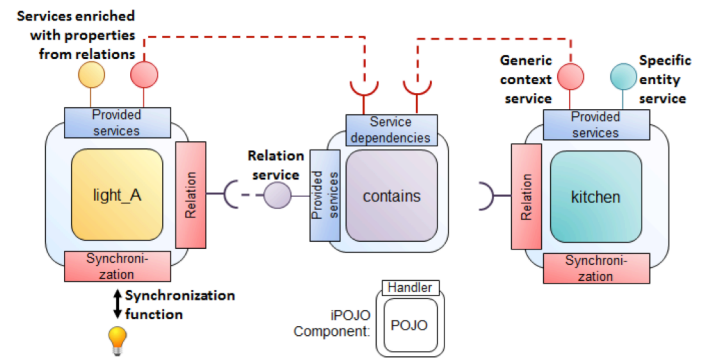 Services enriched
with properties
from relations
Generic
context
service
Specific
entity
service
Provided
services
Service
dependencies
Provided
services
Relation
service
light_A
Relation
Provided
services
contains
Relation
kitchen
Synchroni-
zation
Synchroni-
zation
Synchronization
function
iPOJO
Component:
Handler
POJO